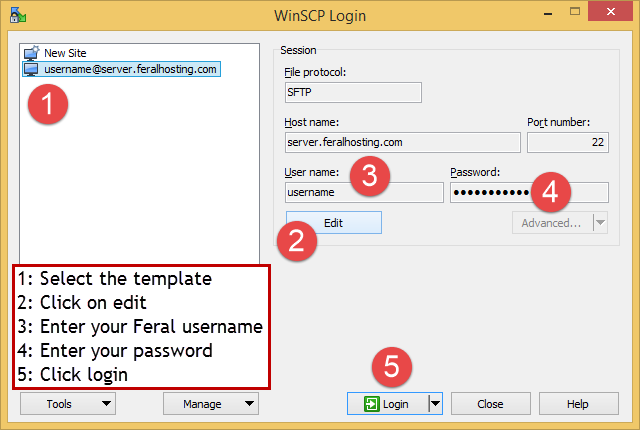 WinSCP Login
New Site
username@server.feralhosting.com
1
Session
File protocol:
SFTP
Host name:
Port number:
server.feralhosting.com
22
User name:
3
Password:
username
••••••••••••
4
2
Edit
Advanced...
1: Select the template
2: Click on edit
3: Enter your Feral username
4: Enter your password
5: Click login
5
Tools
Manage
Login
Close
Help